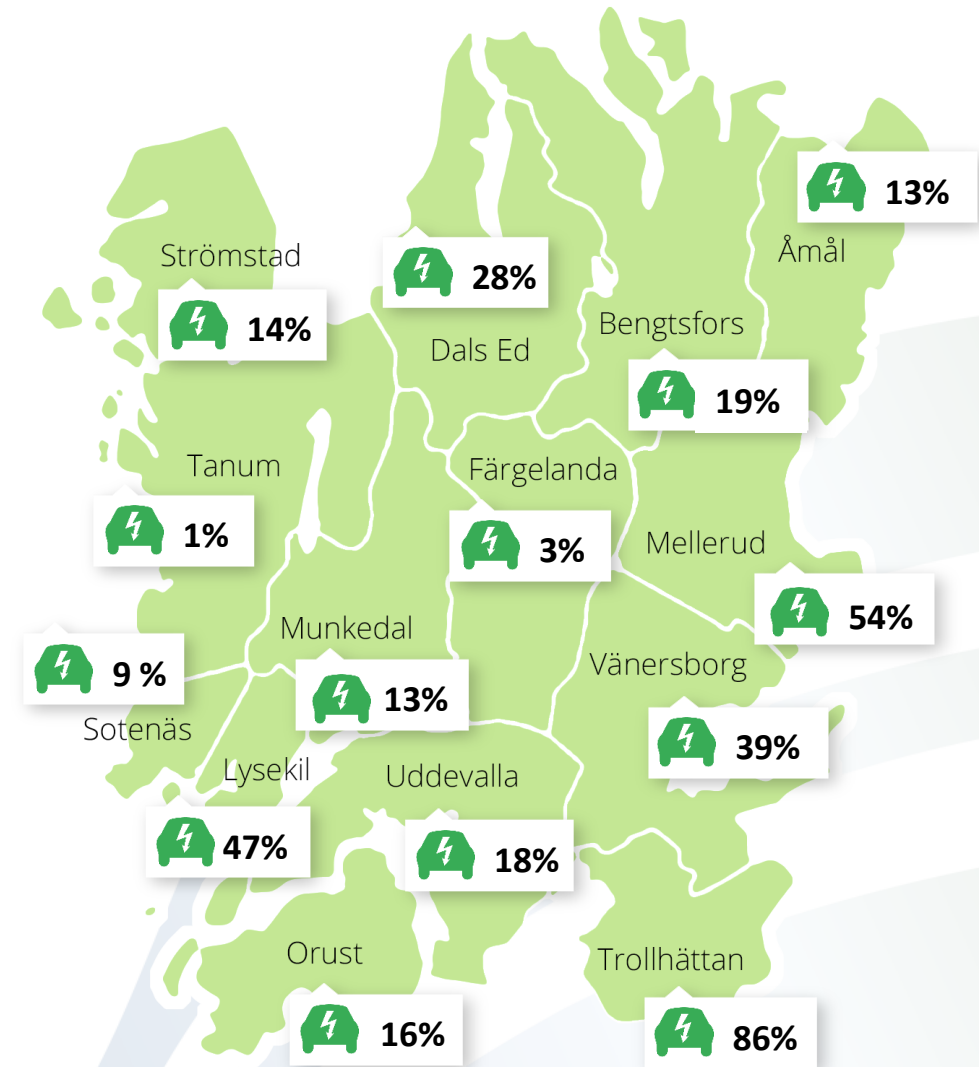 13%
Åmål
Strömstad
14%
28%
Dals Ed
Bengtsfors
19%
Tanum
1%
Färgelanda
3%
Mellerud
54%
Munkedal
13%
9 %
Sotenäs
Vänersborg
39%
Lysekil
47%
Uddevalla
18%
Orust
16%
Trollhättan
86%